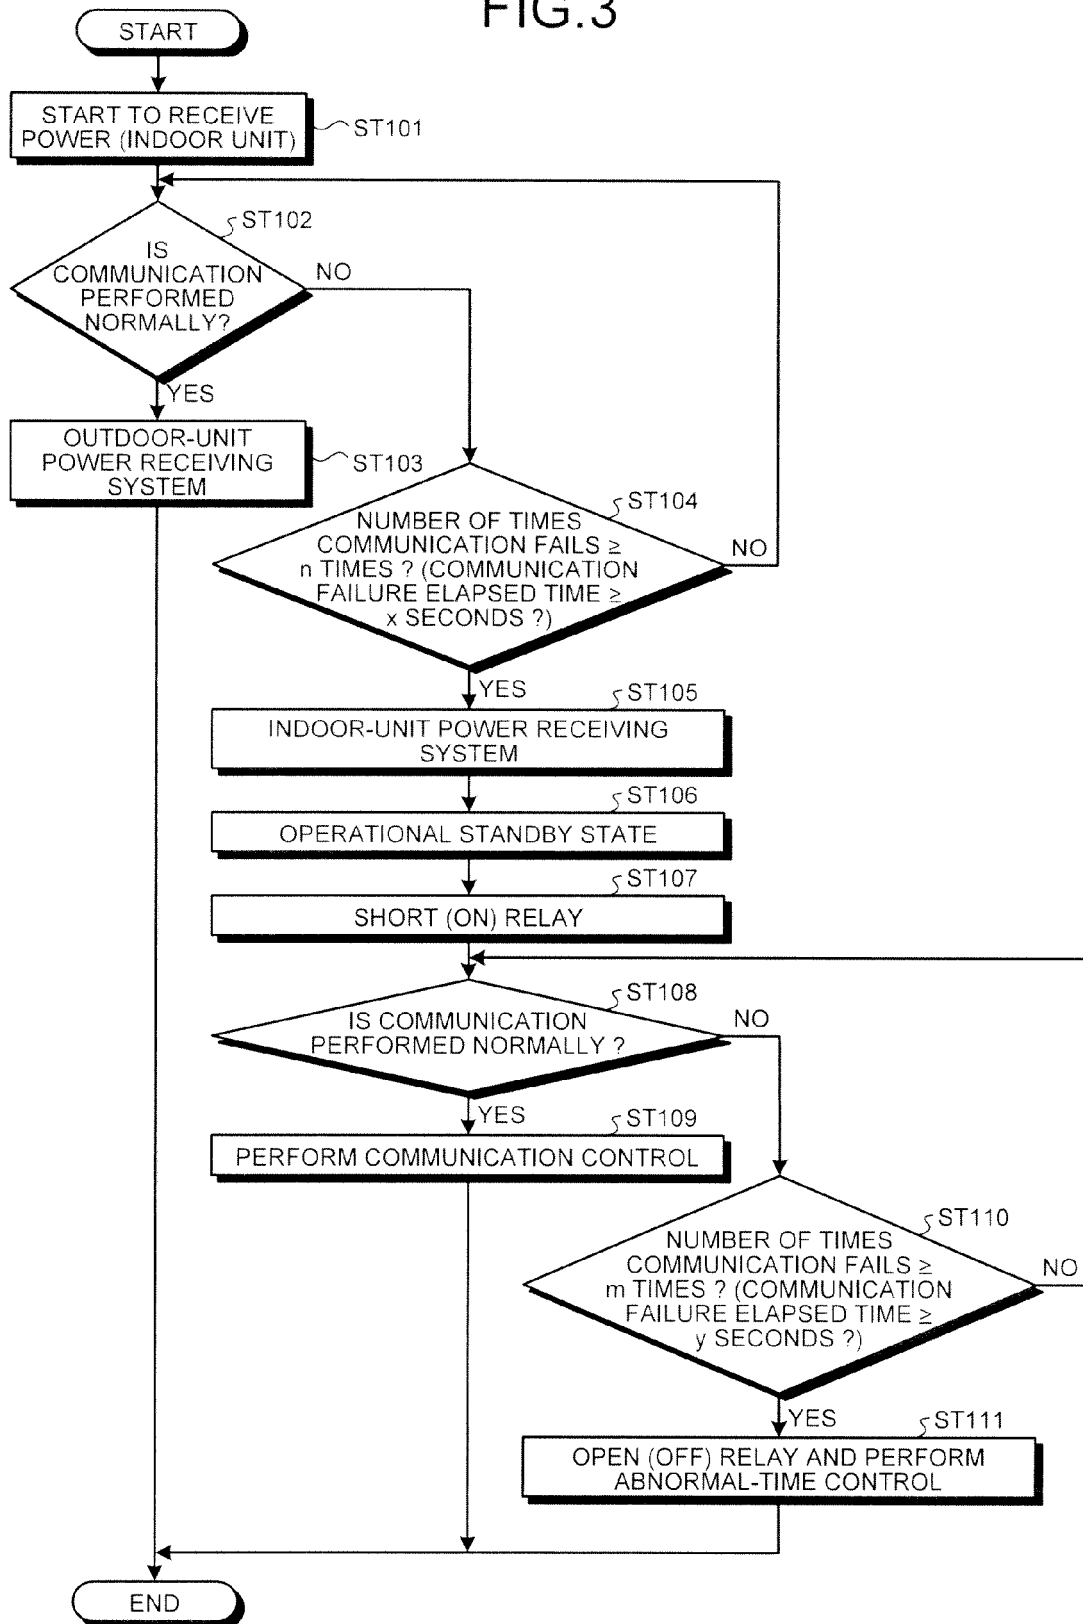 FIG.3
START
START TO RECEIVE
POWER (INDOOR UNIT)
ST101
ST102
IS
COMMUNICATION
PERFORMED
NORMALLY?
NO
YES
OUTDOOR-UNIT
POWER RECEIVING
SYSTEM
ST103
ST104
NUMBER OF TIMES
COMMUNICATION FAILS ≥
n TIMES ? (COMMUNICATION
FAILURE ELAPSED TIME ≥
x SECONDS ?)
NO
YES
ST105
INDOOR-UNIT POWER RECEIVING
SYSTEM
ST106
OPERATIONAL STANDBY STATE
ST107
SHORT (ON) RELAY
ST108
IS COMMUNICATION
PERFORMED NORMALLY ?
NO
YES
ST109
PERFORM COMMUNICATION CONTROL
ST110
NUMBER OF TIMES
COMMUNICATION FAILS ≥
m TIMES ? (COMMUNICATION
FAILURE ELAPSED TIME ≥
y SECONDS ?)
NO
YES
ST111
OPEN (OFF) RELAY AND PERFORM
ABNORMAL-TIME CONTROL
END